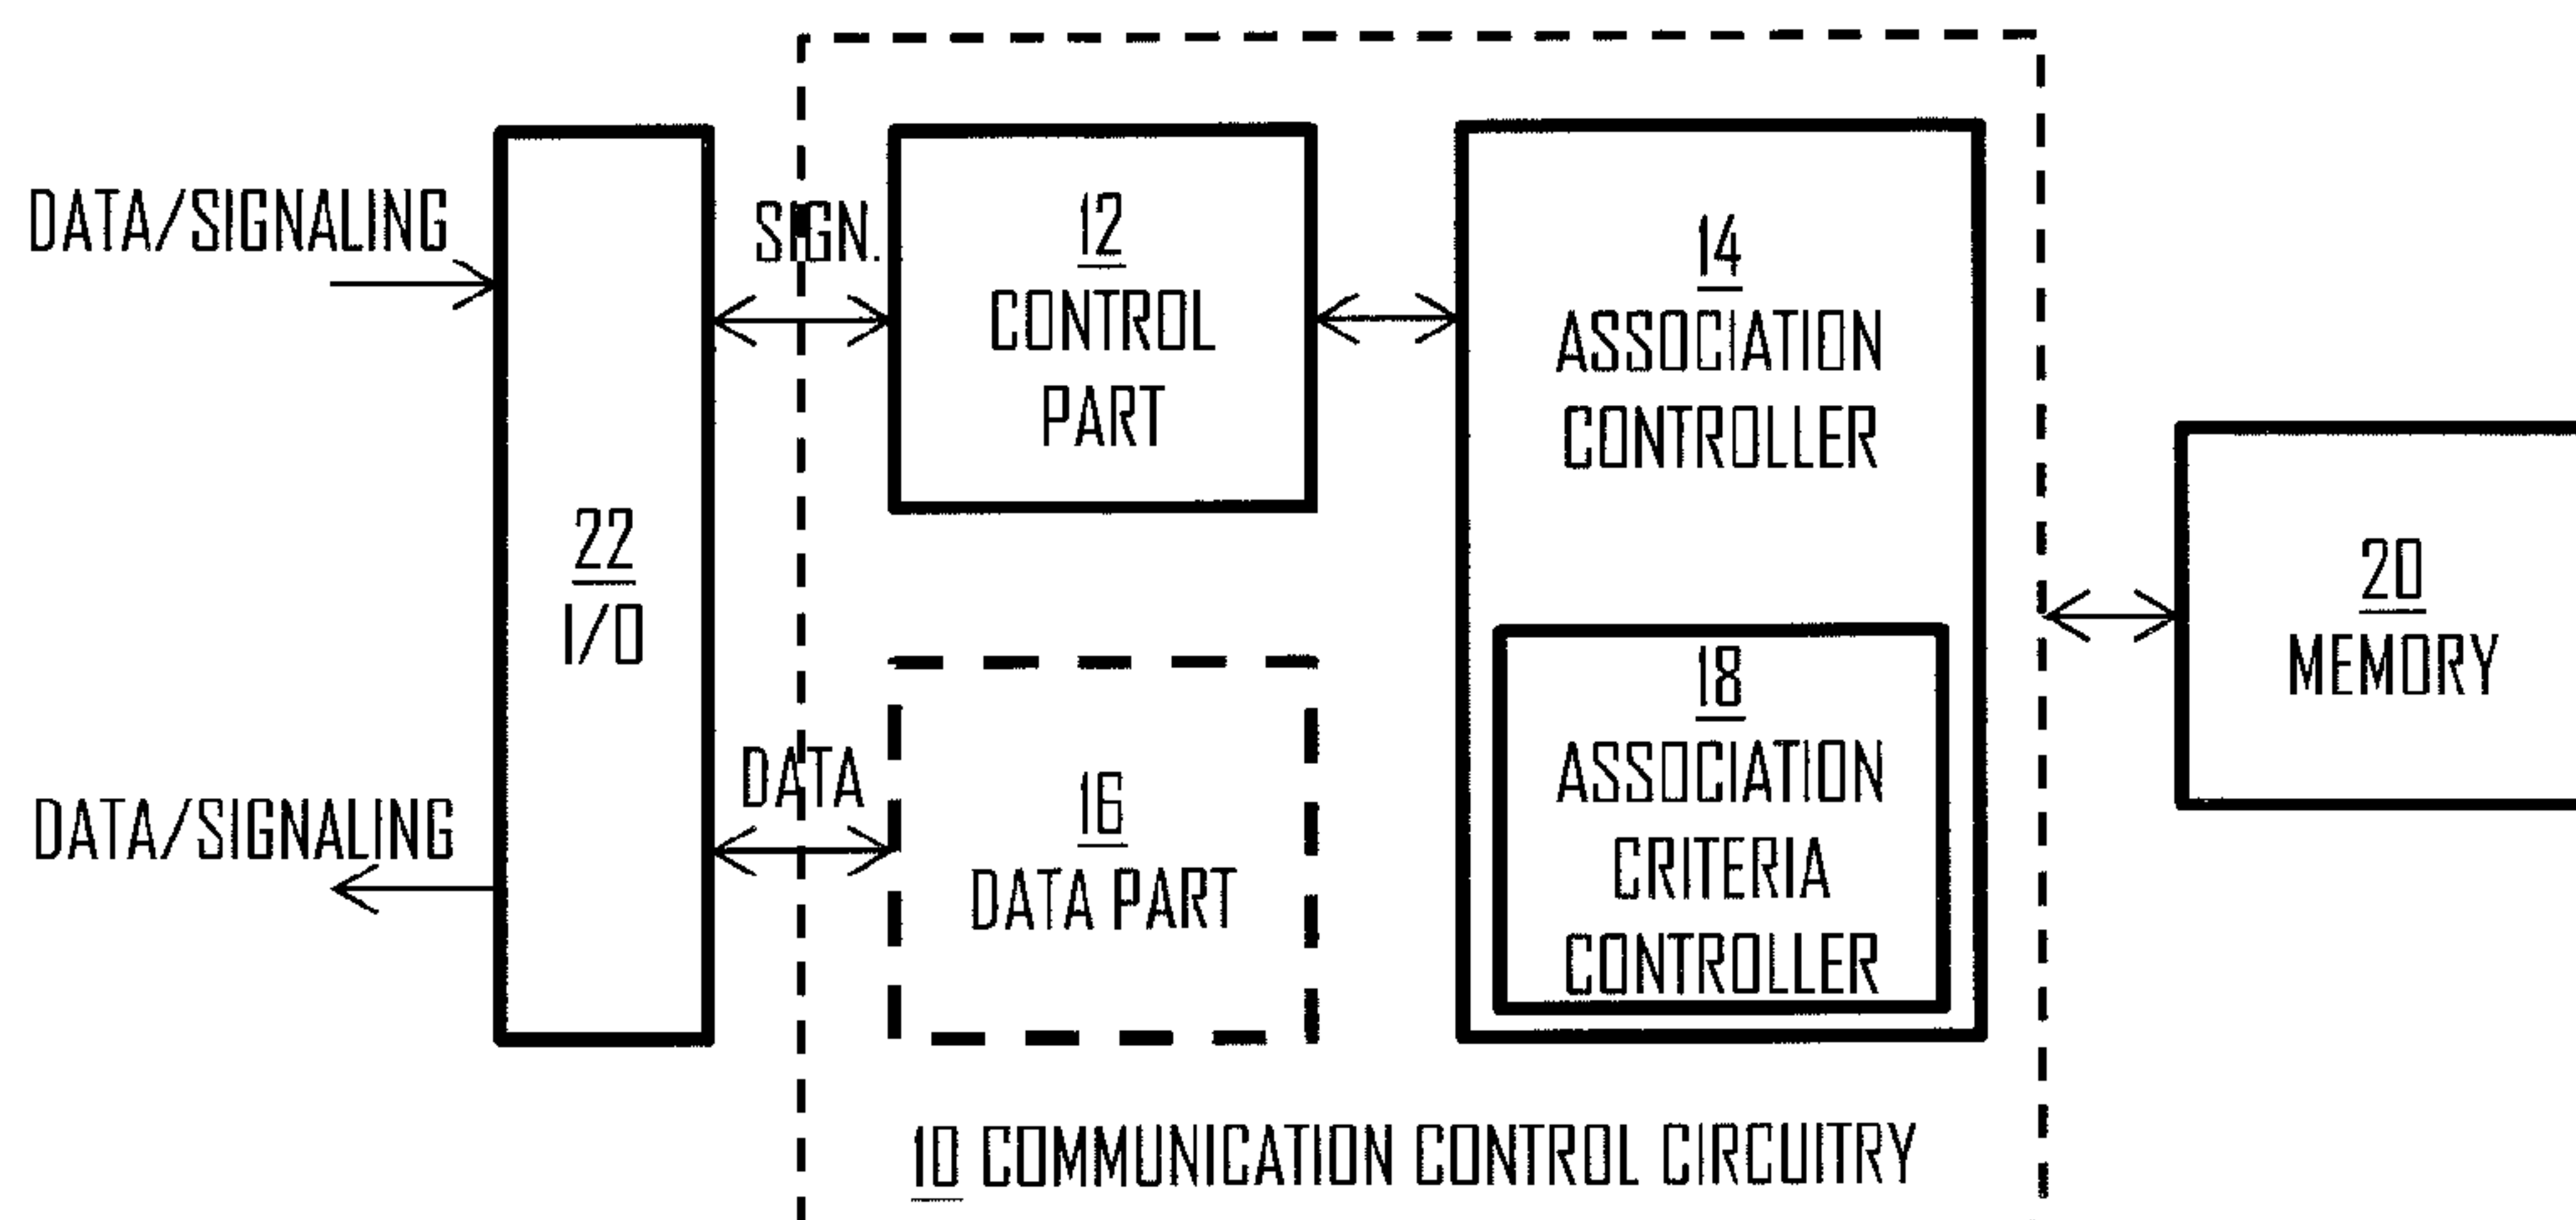 DATA/SIGNALING
SIGN.
12
CONTROL
PART
14
ASSOCIATION
CONTROLLER
22
I/O
20
MEMORY
DATA/SIGNALING
DATA
16
DATA PART
18
ASSOCIATION
CRITERIA
CONTROLLER
10 COMMUNICATION CONTROL CIRCUITRY